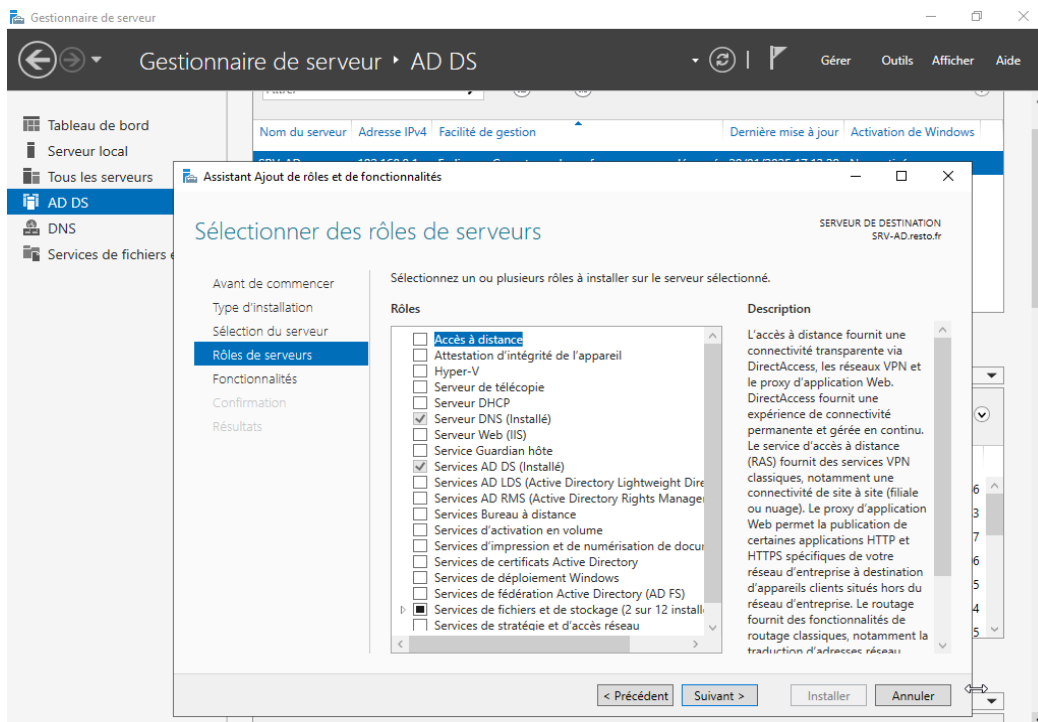 Gestionnaire de serveur
Gestionnaire de serveur AD DS
Gérer Outils Afficher Aide
Tableau de bord
Serveur local
Tous les serveurs
AD DS
DNS
Services de fichiers e
Nom du serveur Adresse IPv4 Facilité de gestion Dernière mise à jour Activation de Windows
Assistant Ajout de rôles et de fonctionnalités
Sélectionner des rôles de serveurs
SERVEUR DE DESTINATION
SRV-AD.resto.fr
Avant de commencer
Type d'installation
Sélection du serveur
Rôles de serveurs
Fonctionnalités
Confirmation
Résultats
Sélectionnez un ou plusieurs rôles à installer sur le serveur sélectionné.
Rôles
Accès à distance
Attestation d'intégrité de l'appareil
Hyper-V
Serveur de télécopie
Serveur DHCP
Serveur DNS (Installé)
Serveur Web (IIS)
Service Guardian hôte
Services AD DS (Installé)
Services AD LDS (Active Directory Lightweight Dire
Services AD RMS (Active Directory Rights Manager
Services Bureau à distance
Services d'activation en volume
Services d'impression et de numérisation de docu
Services de certificats Active Directory
Services de déploiement Windows
Services de fédération Active Directory (AD FS)
Services de fichiers et de stockage (2 sur 12 install
Services de stratégie et d'accès réseau
Description
L'accès à distance fournit une
connectivité transparente via
DirectAccess, les réseaux VPN et
le proxy d'application Web.
DirectAccess fournit une
expérience de connectivité
permanente et gérée en continu.
Le service d'accès à distance
(RAS) fournit des services VPN
classiques, notamment une
connectivité de site à site (filiale
ou nuage). Le proxy d'application
Web permet la publication de
certaines applications HTTP et
HTTPS spécifiques de votre
réseau d'entreprise à destination
d'appareils clients situés hors du
réseau d'entreprise. Le routage
fournit des fonctionnalités de
routage classiques, notamment la
traduction d'adresses réseau
6
3
7
6
5
4
5
< Précédent Suivant > Installer Annuler